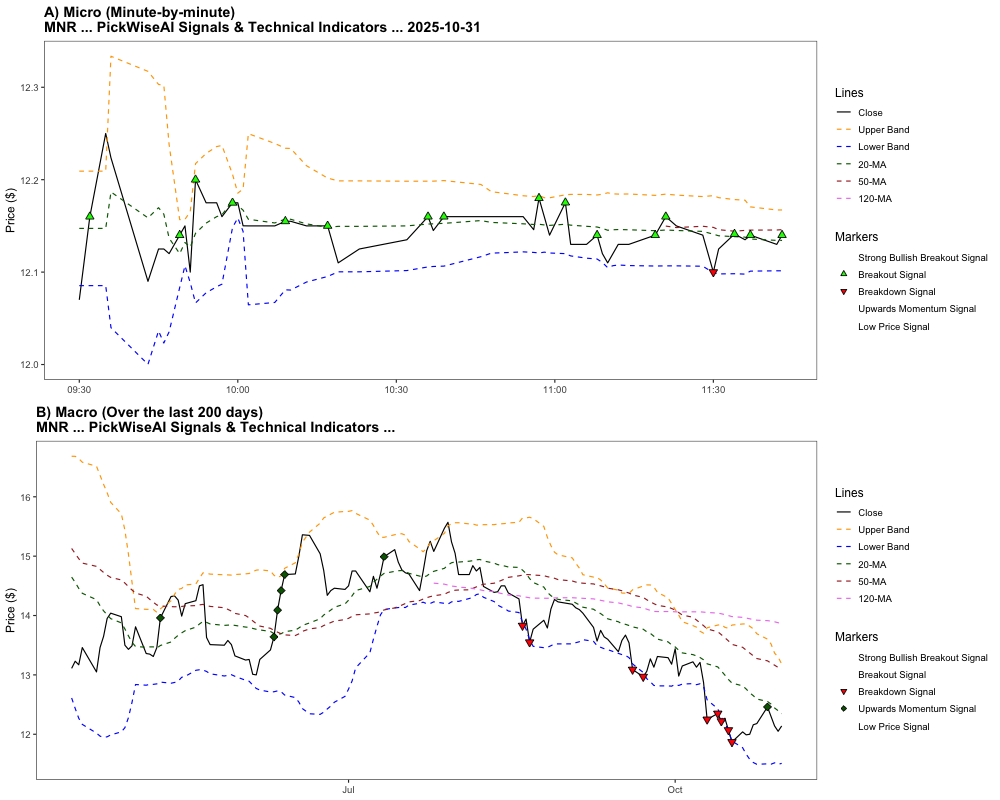 A) Micro (Minute-by-minute)
MNR ... PickWiseAI Signals & Technical Indicators ... 2025-10-31
Price ($)
12.3
12.2
12.1
12.0
09:30
10:00
10:30
11:00
11:30
Lines
Close
Upper Band
Lower Band
20-MA
50-MA
120-MA
Markers
Strong Bullish Breakout Signal
Breakout Signal
Breakdown Signal
Upwards Momentum Signal
Low Price Signal
B) Macro (Over the last 200 days)
MNR ... PickWiseAI Signals & Technical Indicators ...
Price ($)
16
15
14
13
12
Jul
Oct
Lines
Close
Upper Band
Lower Band
20-MA
50-MA
120-MA
Markers
Strong Bullish Breakout Signal
Breakout Signal
Breakdown Signal
Upwards Momentum Signal
Low Price Signal